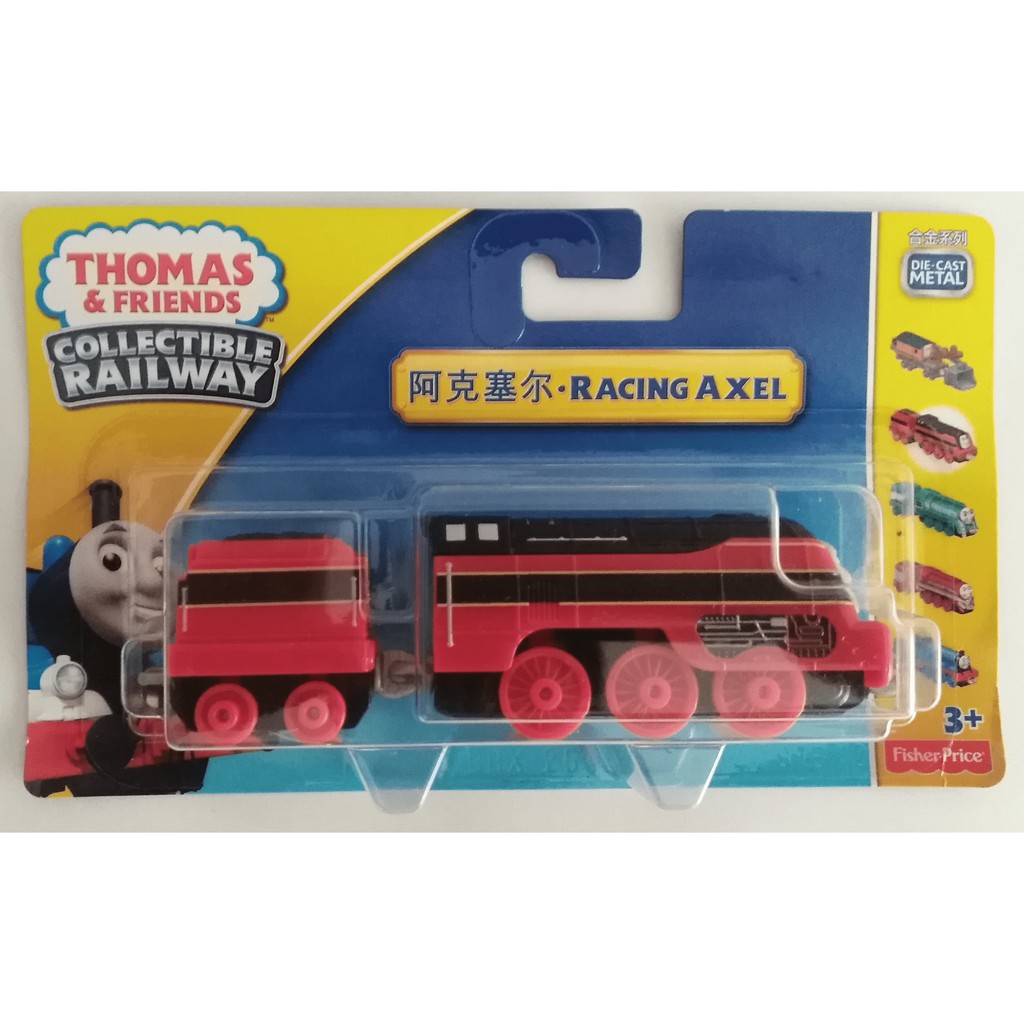 THOMAS
& FRIENDS
™
COLLECTIBLE
RAILWAY
阿克塞尔·RACING AXEL
合金系列
DIE-CAST
METAL
3+
Fisher-Price